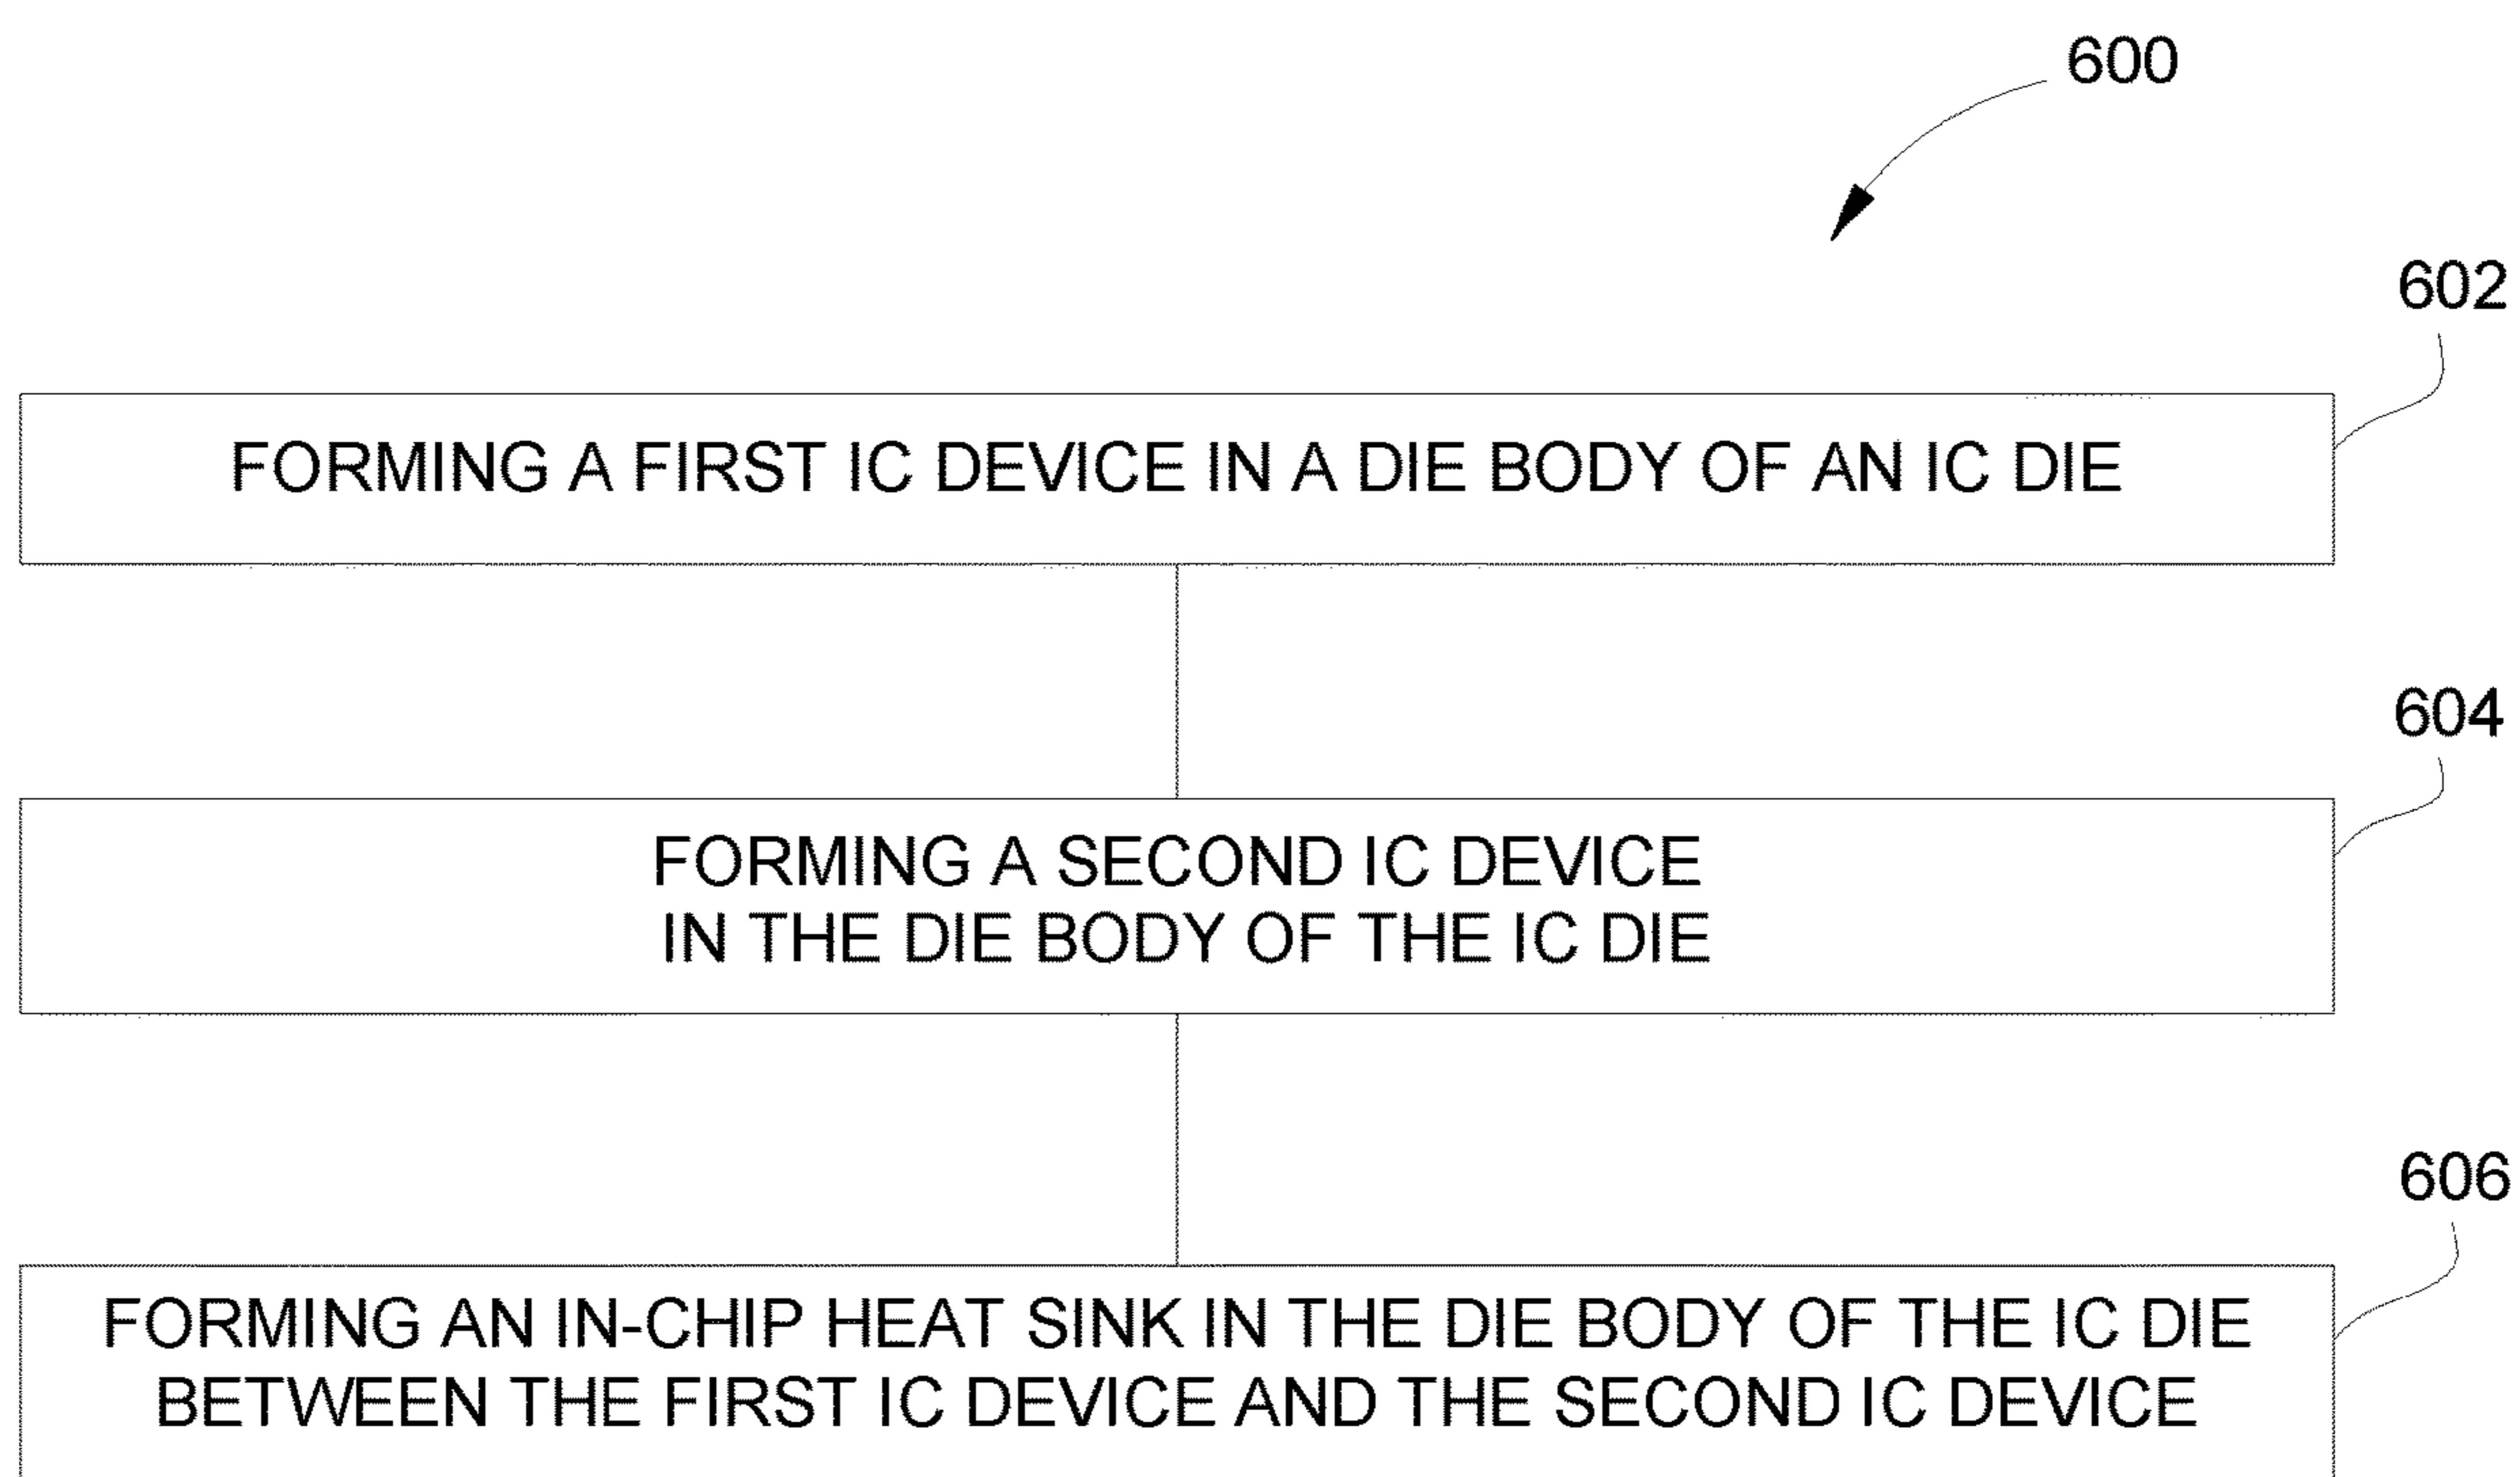 600
602
FORMING A FIRST IC DEVICE IN A DIE BODY OF AN IC DIE
604
FORMING A SECOND IC DEVICE
IN THE DIE BODY OF THE IC DIE
606
FORMING AN IN-CHIP HEAT SINK IN THE DIE BODY OF THE IC DIE
BETWEEN THE FIRST IC DEVICE AND THE SECOND IC DEVICE